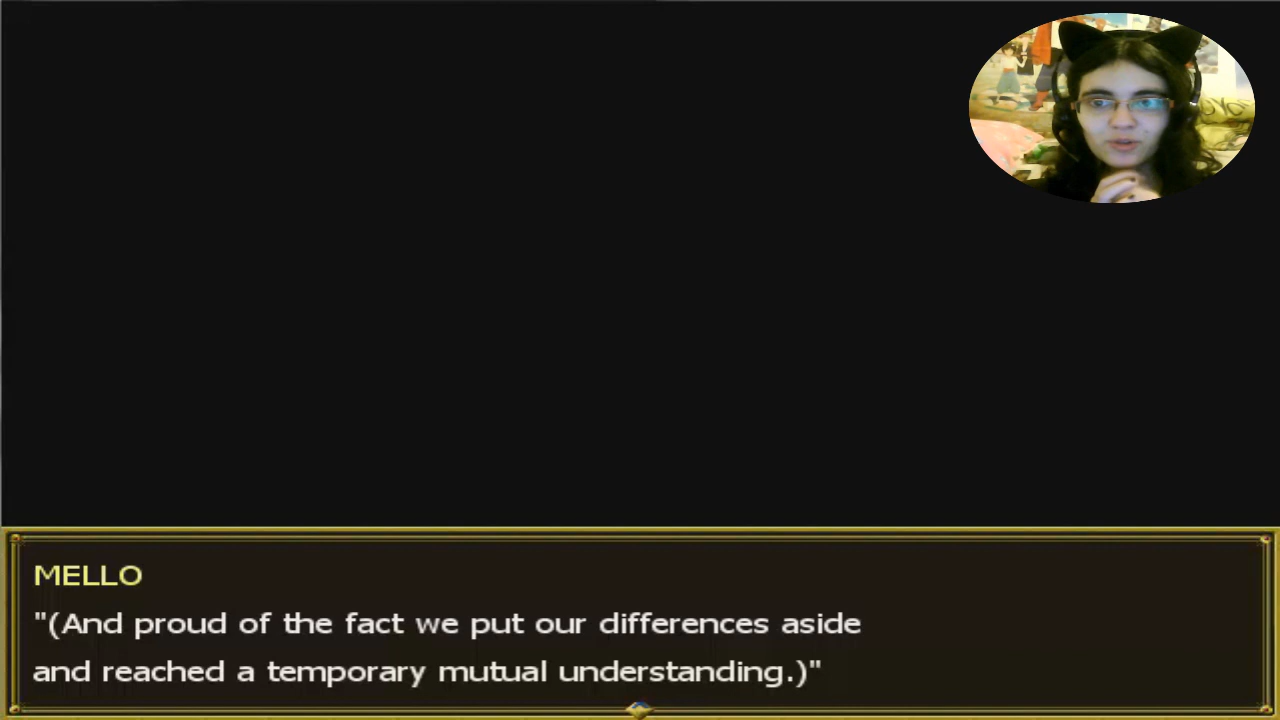 MELLO
"(And proud of the fact we put our differences aside
and reached a temporary mutual understanding.)"